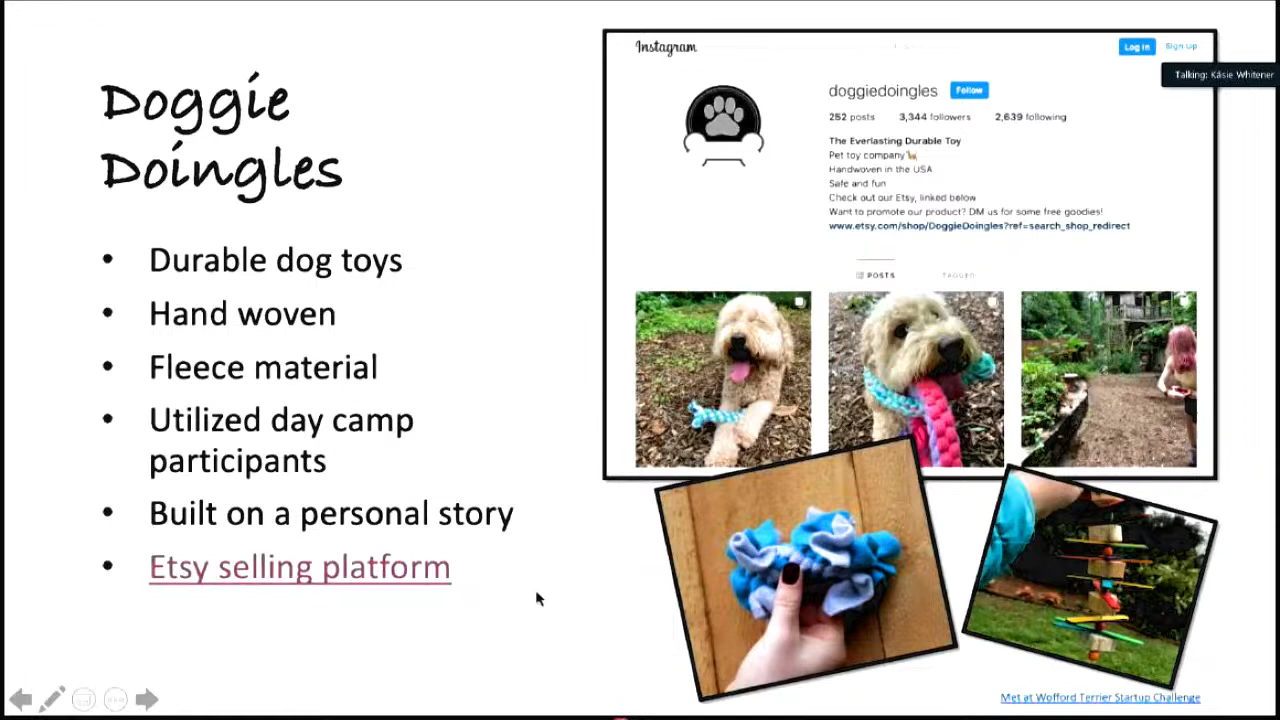 Doggie
Doingles
• Durable dog toys
• Hand woven
• Fleece material
• Utilized day camp
participants
• Built on a personal story
• Etsy selling platform
Instagram
Log In
Sign Up
Talking: Kasie Whitener
doggiedoingles
Follow
252 posts 3,344 followers 2,639 following
The Everlasting Durable Toy
Pet toy company🐕
Handwoven in the USA
Safe and fun
Check out our Etsy, linked below
Want to promote our product? DM us for some free goodies!
www.etsy.com/shop/DoggieDoingles?ref=search_shop_redirect
POSTS
TAGGED
Met at Wofford Terrier Startup Challenge